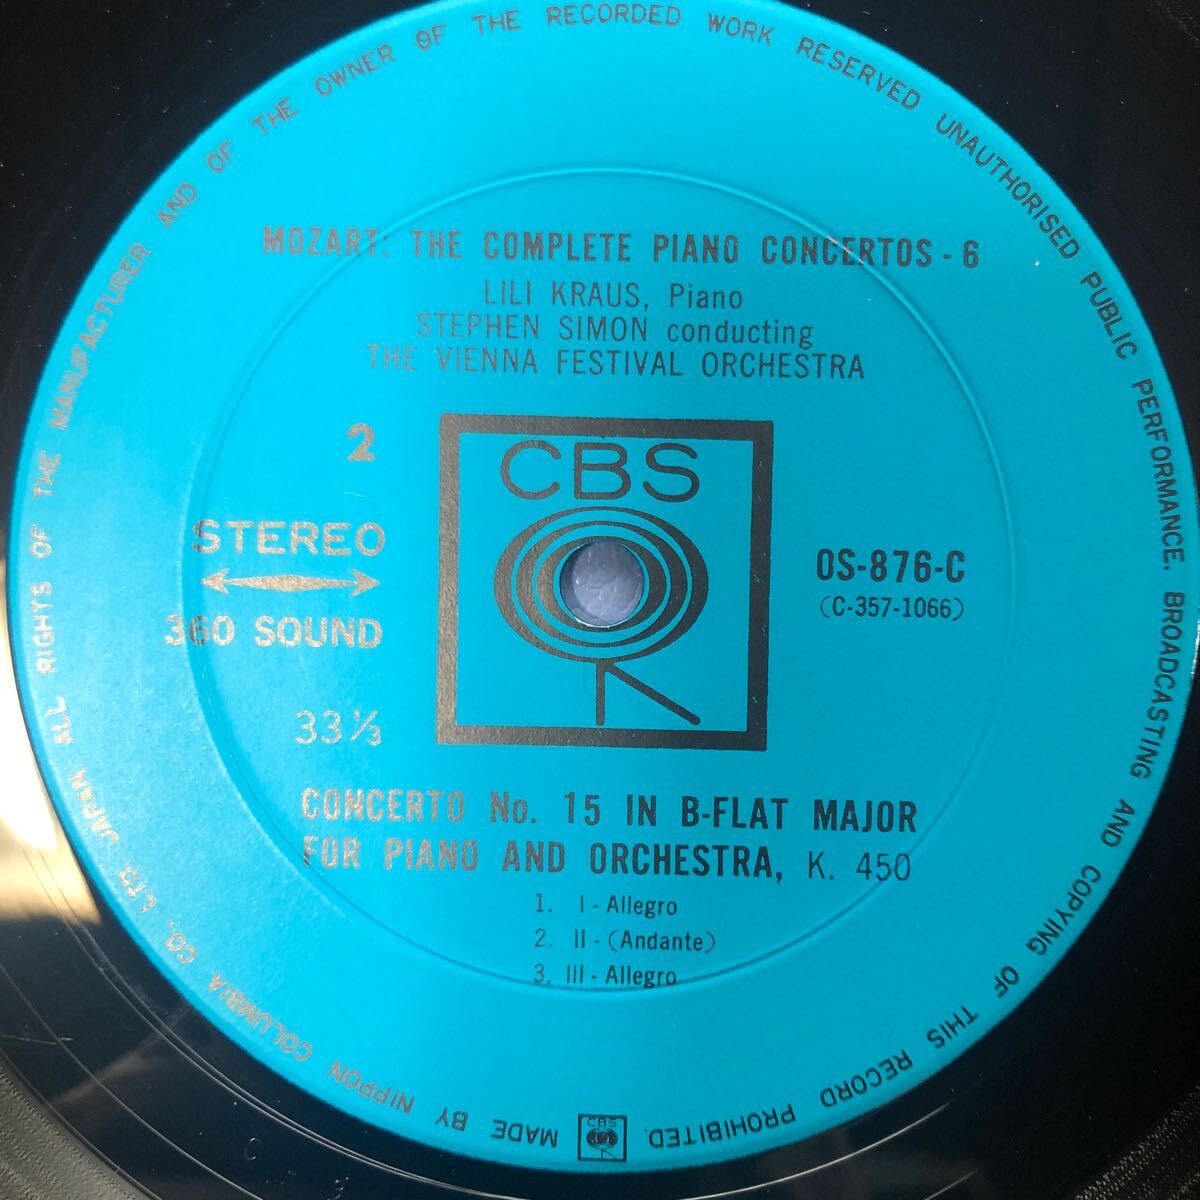 MOZART: THE COMPLETE PIANO CONCERTOS - 6
LILI KRAUS, Piano
STEPHEN SIMON conducting
THE VIENNA FESTIVAL ORCHESTRA
CBS
2
STEREO
360 SOUND
33⅓
OS-876-C
(C-357-1066)
CONCERTO No. 15 IN B-FLAT MAJOR
FOR PIANO AND ORCHESTRA, K. 450
1. I - Allegro
2. II - (Andante)
3. III - Allegro
MADE BY NIPPON COLUMBIA CO., LTD. JAPAN. ALL RIGHTS OF THE MANUFACTURER AND OF THE OWNER OF THE RECORDED WORK RESERVED UNAUTHORISED PUBLIC PERFORMANCE. BROADCASTING AND COPYING OF THIS RECORD PROHIBITED.
CBS